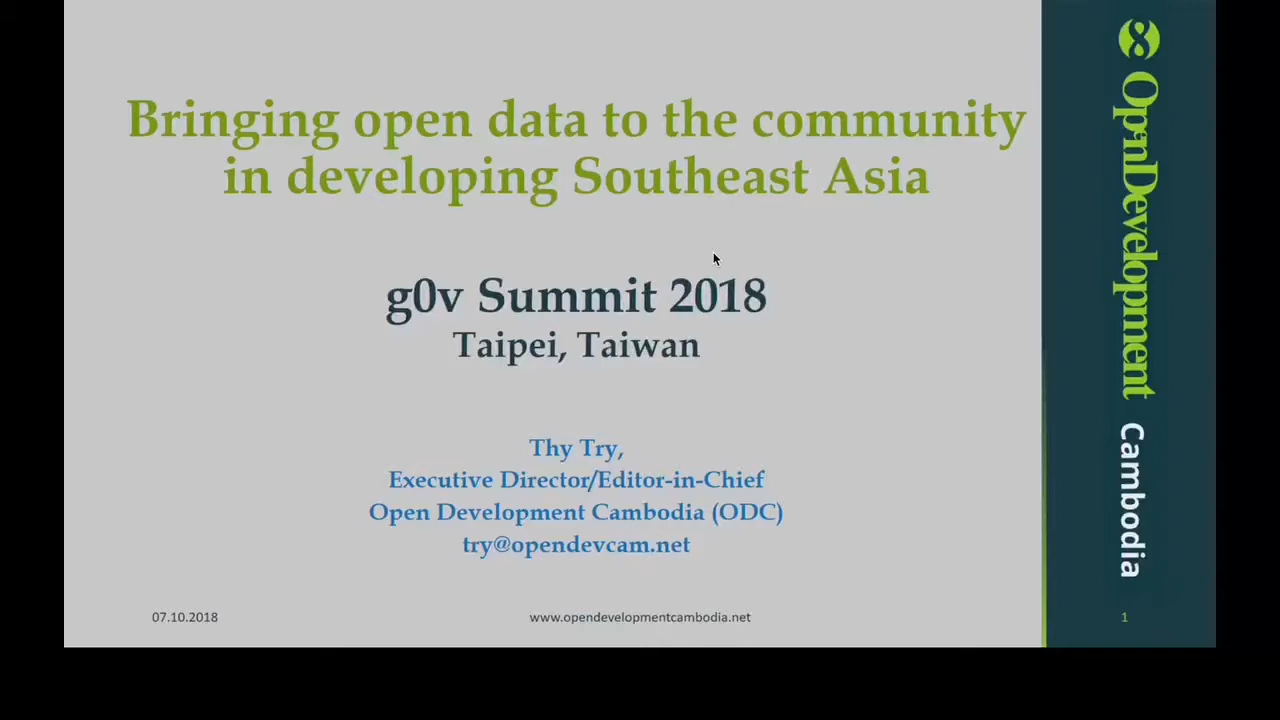 Bringing open data to the community
in developing Southeast Asia
g0v Summit 2018
Taipei, Taiwan
Thy Try,
Executive Director/Editor-in-Chief
Open Development Cambodia (ODC)
try@opendevcam.net
07.10.2018
www.opendevelopmentcambodia.net
1
OpenDevelopment Cambodia